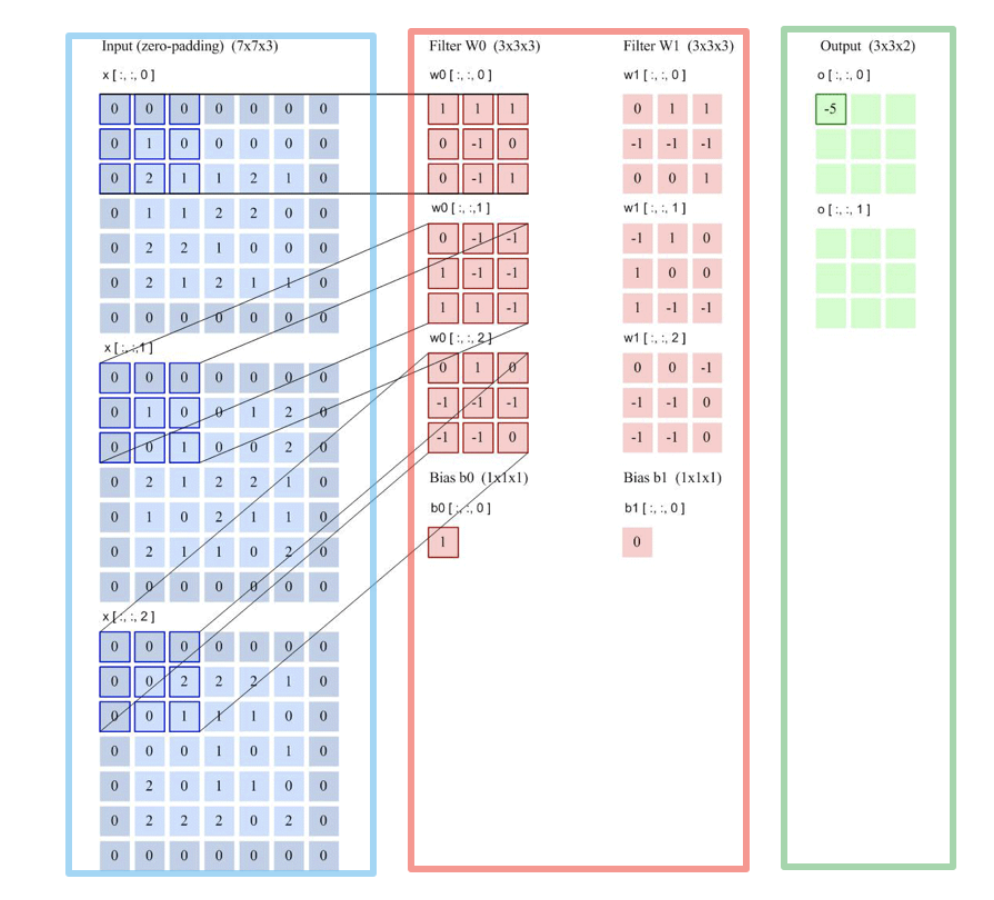 Input (zero-padding) (7x7x3)
x [ :, :, 0 ]
0 0 0 0 0 0 0
0 1 0 0 0 0 0
0 2 1 1 2 1 0
0 1 1 2 2 0 0
0 2 2 1 0 0 0
0 2 1 2 1 1 0
0 0 0 0 0 0 0
x [ :, :,1 ]
0 0 0 0 0 0 0
0 1 0 0 1 2 0
0 0 1 0 0 2 0
0 2 1 2 2 1 0
0 1 0 2 1 1 0
0 2 1 1 0 2 0
0 0 0 0 0 0 0
x [ :, :, 2 ]
0 0 0 0 0 0 0
0 0 2 2 2 1 0
0 0 1 1 1 0 0
0 0 0 1 0 1 0
0 2 0 1 1 0 0
0 2 2 2 0 2 0
0 0 0 0 0 0 0
Filter W0 (3x3x3)
w0 [ :, :, 0 ]
1 1 1
0 -1 0
0 -1 1
w0 [ :, :,1 ]
0 -1 -1
1 -1 -1
1 1 -1
w0 [ :, :, 2 ]
0 1 0
-1 -1 -1
-1 -1 0
Bias b0 (1x1x1)
b0 [ :, :, 0 ]
1
Filter W1 (3x3x3)
w1 [ :, :, 0 ]
0 1 1
-1 -1 -1
0 0 1
w1 [ :, :, 1 ]
-1 1 0
1 0 0
1 -1 -1
w1 [ :, :, 2 ]
0 0 -1
-1 -1 0
-1 -1 0
Bias b1 (1x1x1)
b1 [ :, :, 0 ]
0
Output (3x3x2)
o [ :, :, 0 ]
-5
o [ :, :, 1 ]